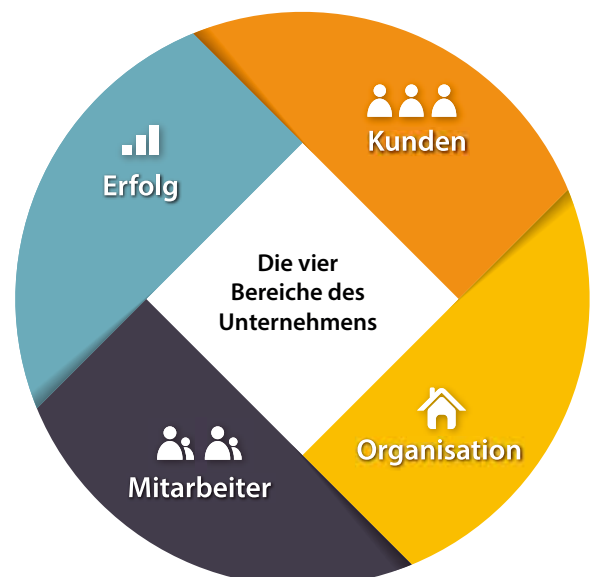 Kunden
Erfolg
Die vier
Bereiche des
Unternehmens
Organisation
Mitarbeiter